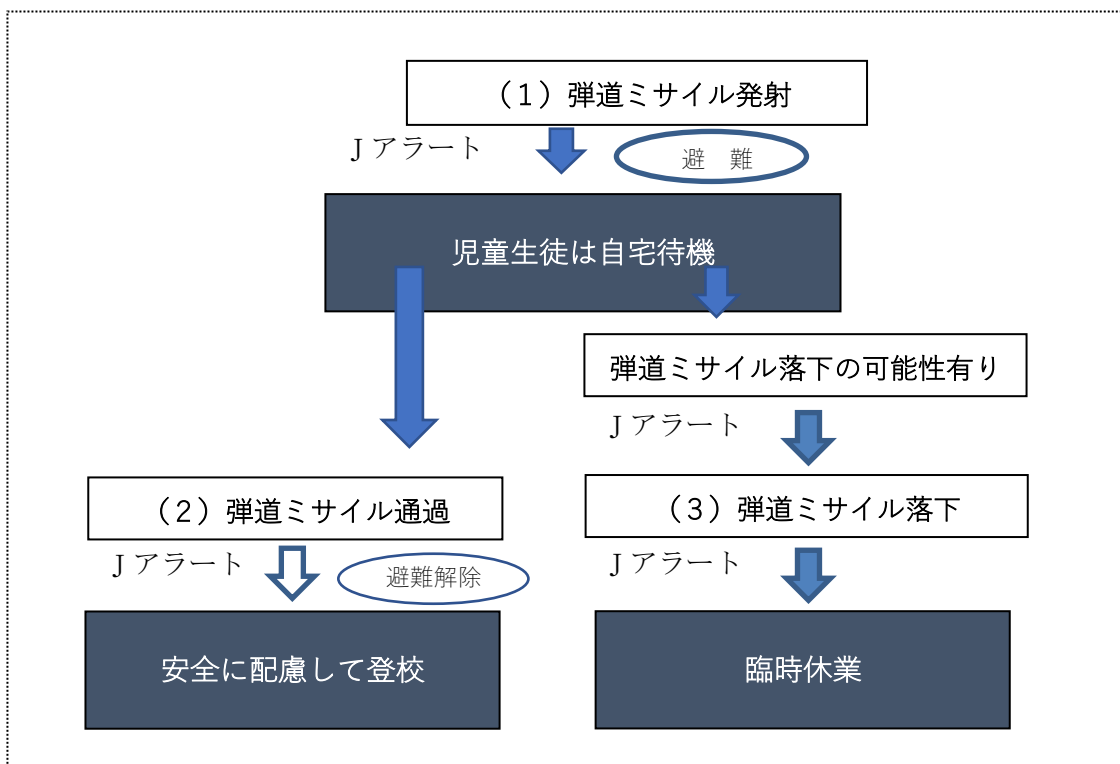 （１）弾道ミサイル発射
Jアラート
避　難
児童生徒は自宅待機
弾道ミサイル落下の可能性有り
Jアラート
（２）弾道ミサイル通過
（３）弾道ミサイル落下
Jアラート
避難解除
Jアラート
安全に配慮して登校
臨時休業